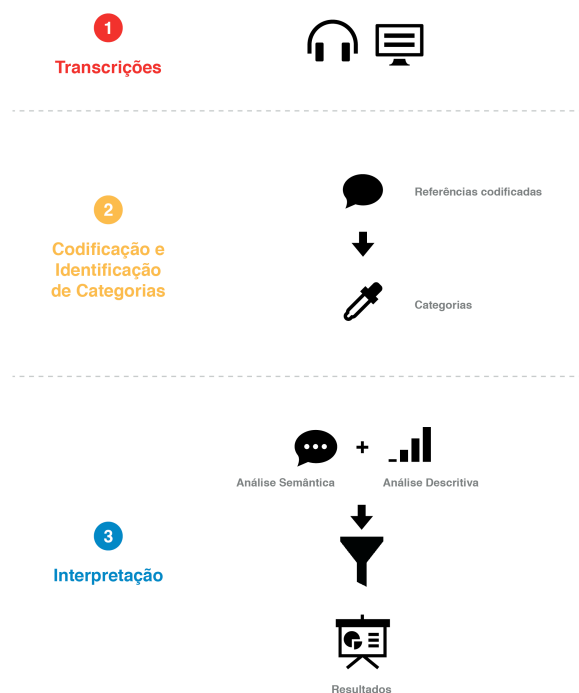 1
Transcrições
2
Codificação e
Identificação
de Categorias
Referências codificadas
Categorias
3
Interpretação
+
Análise Semântica
Análise Descritiva
Resultados